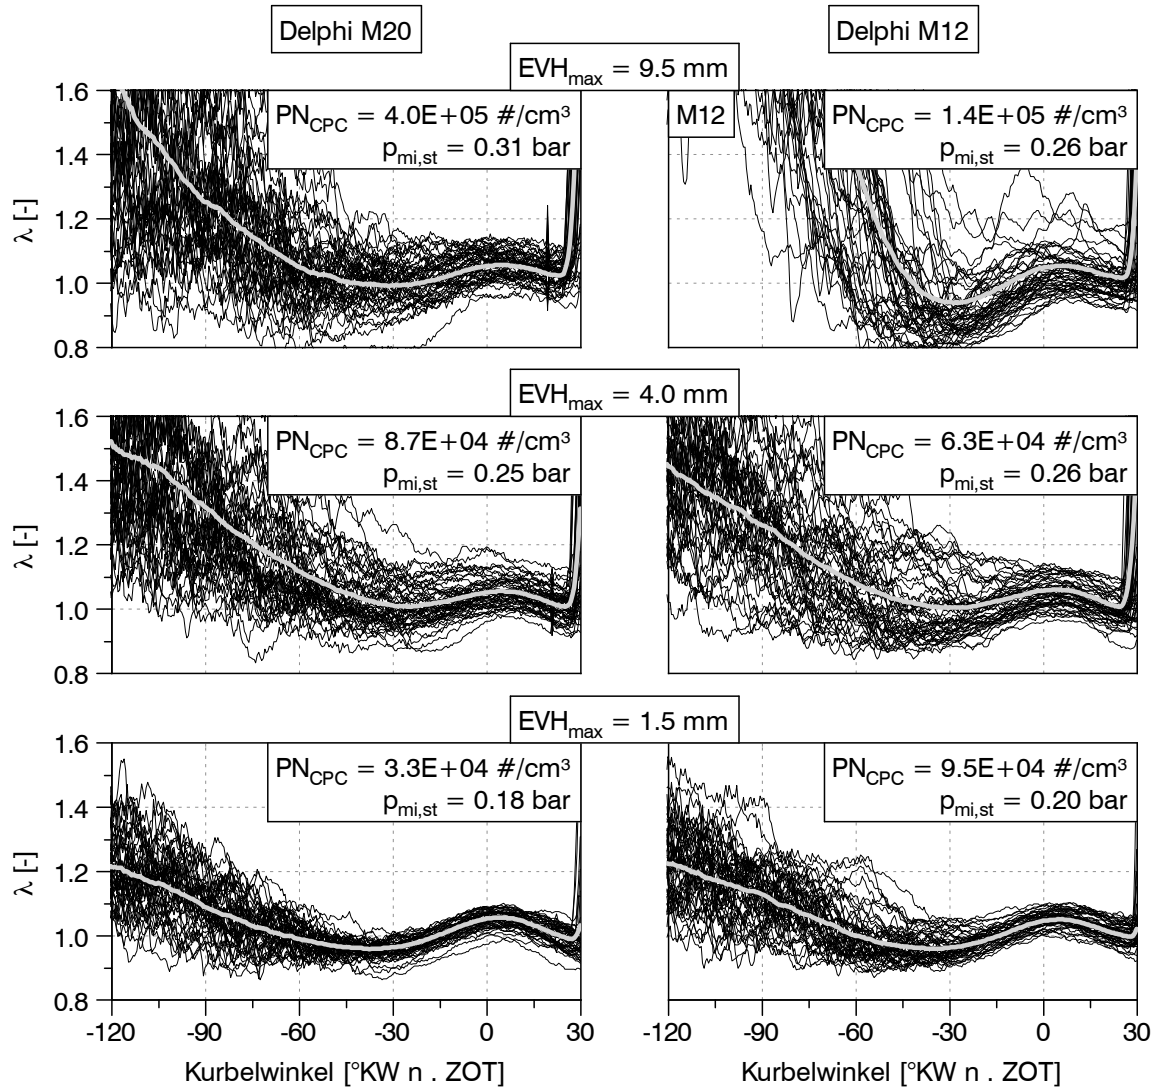 Delphi M20
Delphi M12
EVHmax = 9.5 mm
PNCPC = 4.0E+05 #/cm³
pmi,st = 0.31 bar
M12
PNCPC = 1.4E+05 #/cm³
pmi,st = 0.26 bar
1.6
1.4
1.2
1.0
0.8
λ [-]
EVHmax = 4.0 mm
PNCPC = 8.7E+04 #/cm³
pmi,st = 0.25 bar
PNCPC = 6.3E+04 #/cm³
pmi,st = 0.26 bar
1.6
1.4
1.2
1.0
0.8
λ [-]
EVHmax = 1.5 mm
PNCPC = 3.3E+04 #/cm³
pmi,st = 0.18 bar
PNCPC = 9.5E+04 #/cm³
pmi,st = 0.20 bar
1.6
1.4
1.2
1.0
0.8
λ [-]
-120 -90 -60 -30 0 30
-120 -90 -60 -30 0 30
Kurbelwinkel [°KW n . ZOT]
Kurbelwinkel [°KW n . ZOT]